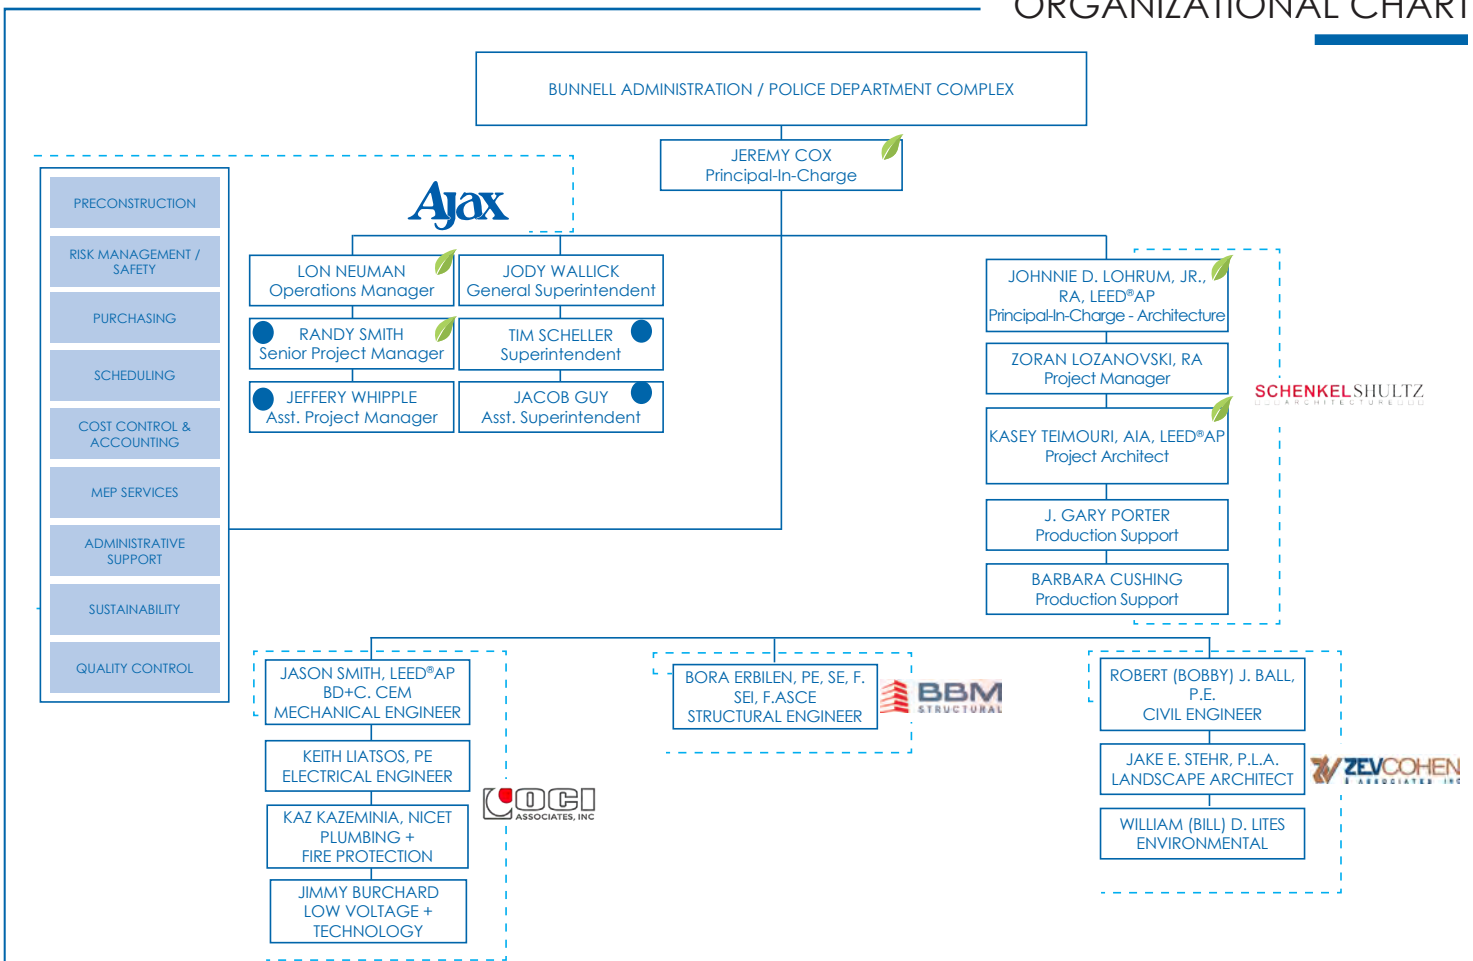 ORGANIZATIONAL CHART
BUNNELL ADMINISTRATION / POLICE DEPARTMENT COMPLEX
JEREMY COX
Principal-In-Charge
Ajax
PRECONSTRUCTION
RISK MANAGEMENT /
SAFETY
PURCHASING
SCHEDULING
COST CONTROL &
ACCOUNTING
MEP SERVICES
ADMINISTRATIVE
SUPPORT
SUSTAINABILITY
QUALITY CONTROL
LON NEUMAN
Operations Manager
RANDY SMITH
Senior Project Manager
JEFFERY WHIPPLE
Asst. Project Manager
JODY WALLICK
General Superintendent
TIM SCHELLER
Superintendent
JACOB GUY
Asst. Superintendent
JOHNNIE D. LOHRUM, JR.,
RA, LEED®AP
Principal-In-Charge - Architecture
ZORAN LOZANOVSKI, RA
Project Manager
KASEY TEIMOURI, AIA, LEED®AP
Project Architect
J. GARY PORTER
Production Support
BARBARA CUSHING
Production Support
SCHENKELSHULTZ
ARCHITECTURE
JASON SMITH, LEED®AP
BD+C. CEM
MECHANICAL ENGINEER
KEITH LIATSOS, PE
ELECTRICAL ENGINEER
KAZ KAZEMINIA, NICET
PLUMBING +
FIRE PROTECTION
JIMMY BURCHARD
LOW VOLTAGE +
TECHNOLOGY
OCI
ASSOCIATES, INC
BORA ERBILEN, PE, SE, F.
SEI, F.ASCE
STRUCTURAL ENGINEER
BBM
STRUCTURAL
ROBERT (BOBBY) J. BALL,
P.E.
CIVIL ENGINEER
JAKE E. STEHR, P.L.A.
LANDSCAPE ARCHITECT
WILLIAM (BILL) D. LITES
ENVIRONMENTAL
ZEVCOHEN
& ASSOCIATES INC